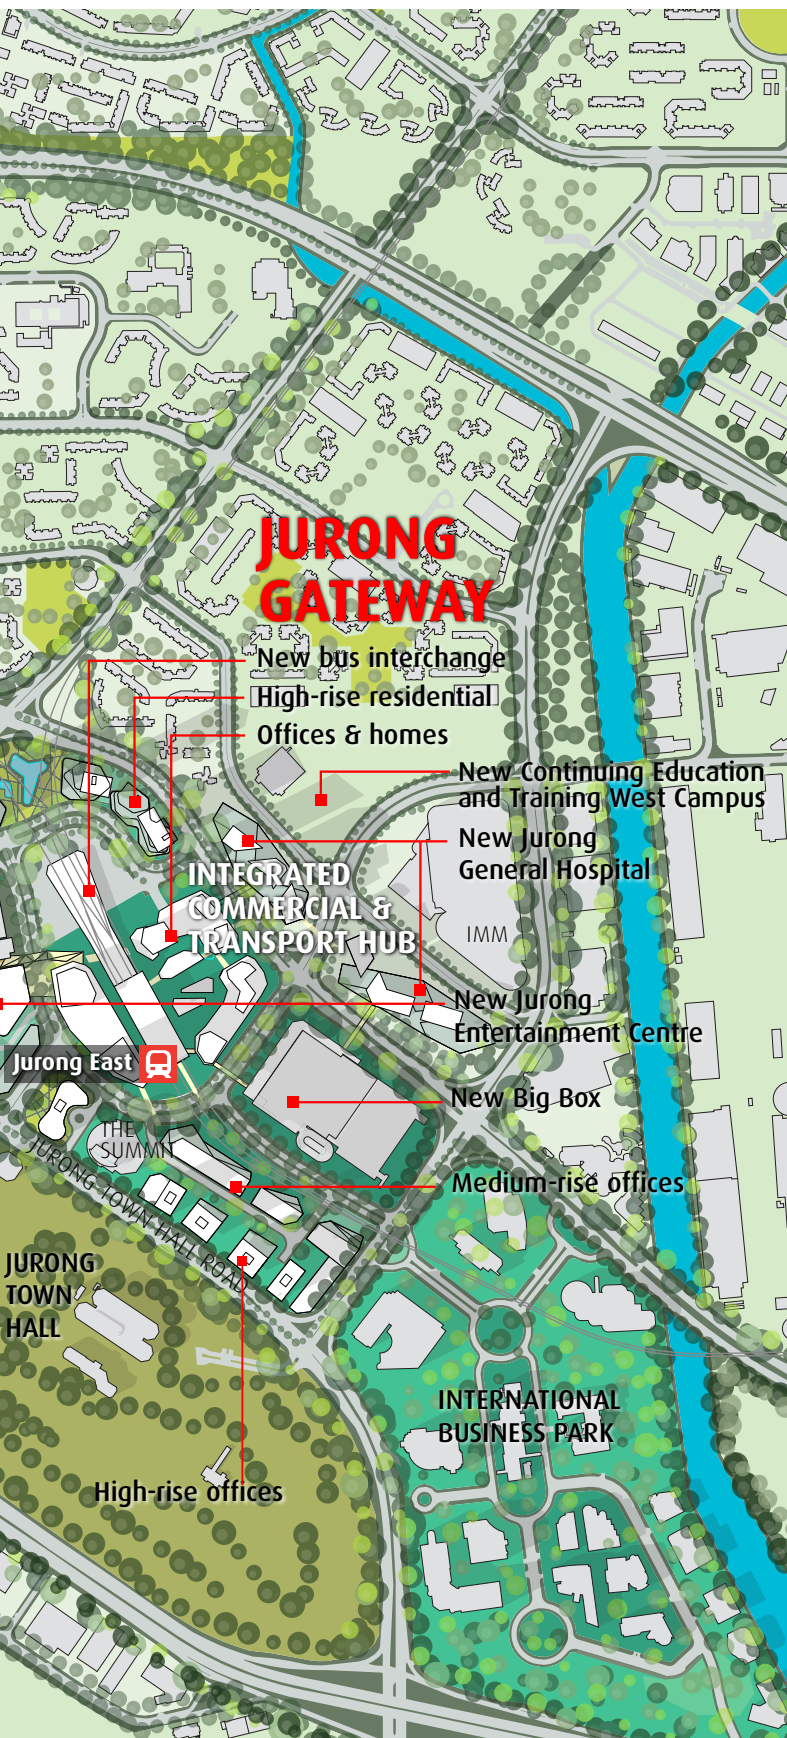 JURONG
GATEWAY
New bus interchange
High-rise residential
Offices & homes
New Continuing Education
and Training West Campus
New Jurong
General Hospital
INTEGRATED
COMMERCIAL &
TRANSPORT HUB
IMM
New Jurong
Entertainment Centre
Jurong East
New Big Box
THE
SUMMIT
JURONG TOWN HALL ROAD
Medium-rise offices
JURONG
TOWN
HALL
INTERNATIONAL
BUSINESS PARK
High-rise offices